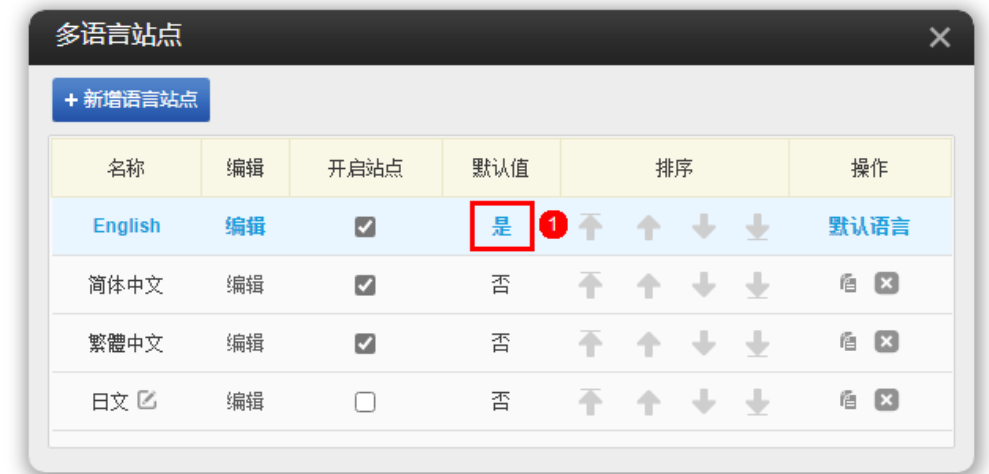 多语言站点
+ 新增语言站点
名称 编辑 开启站点 默认值 排序 操作
English 编辑 是 1 默认语言
简体中文 编辑 否
繁體中文 编辑 否
日文 编辑 否